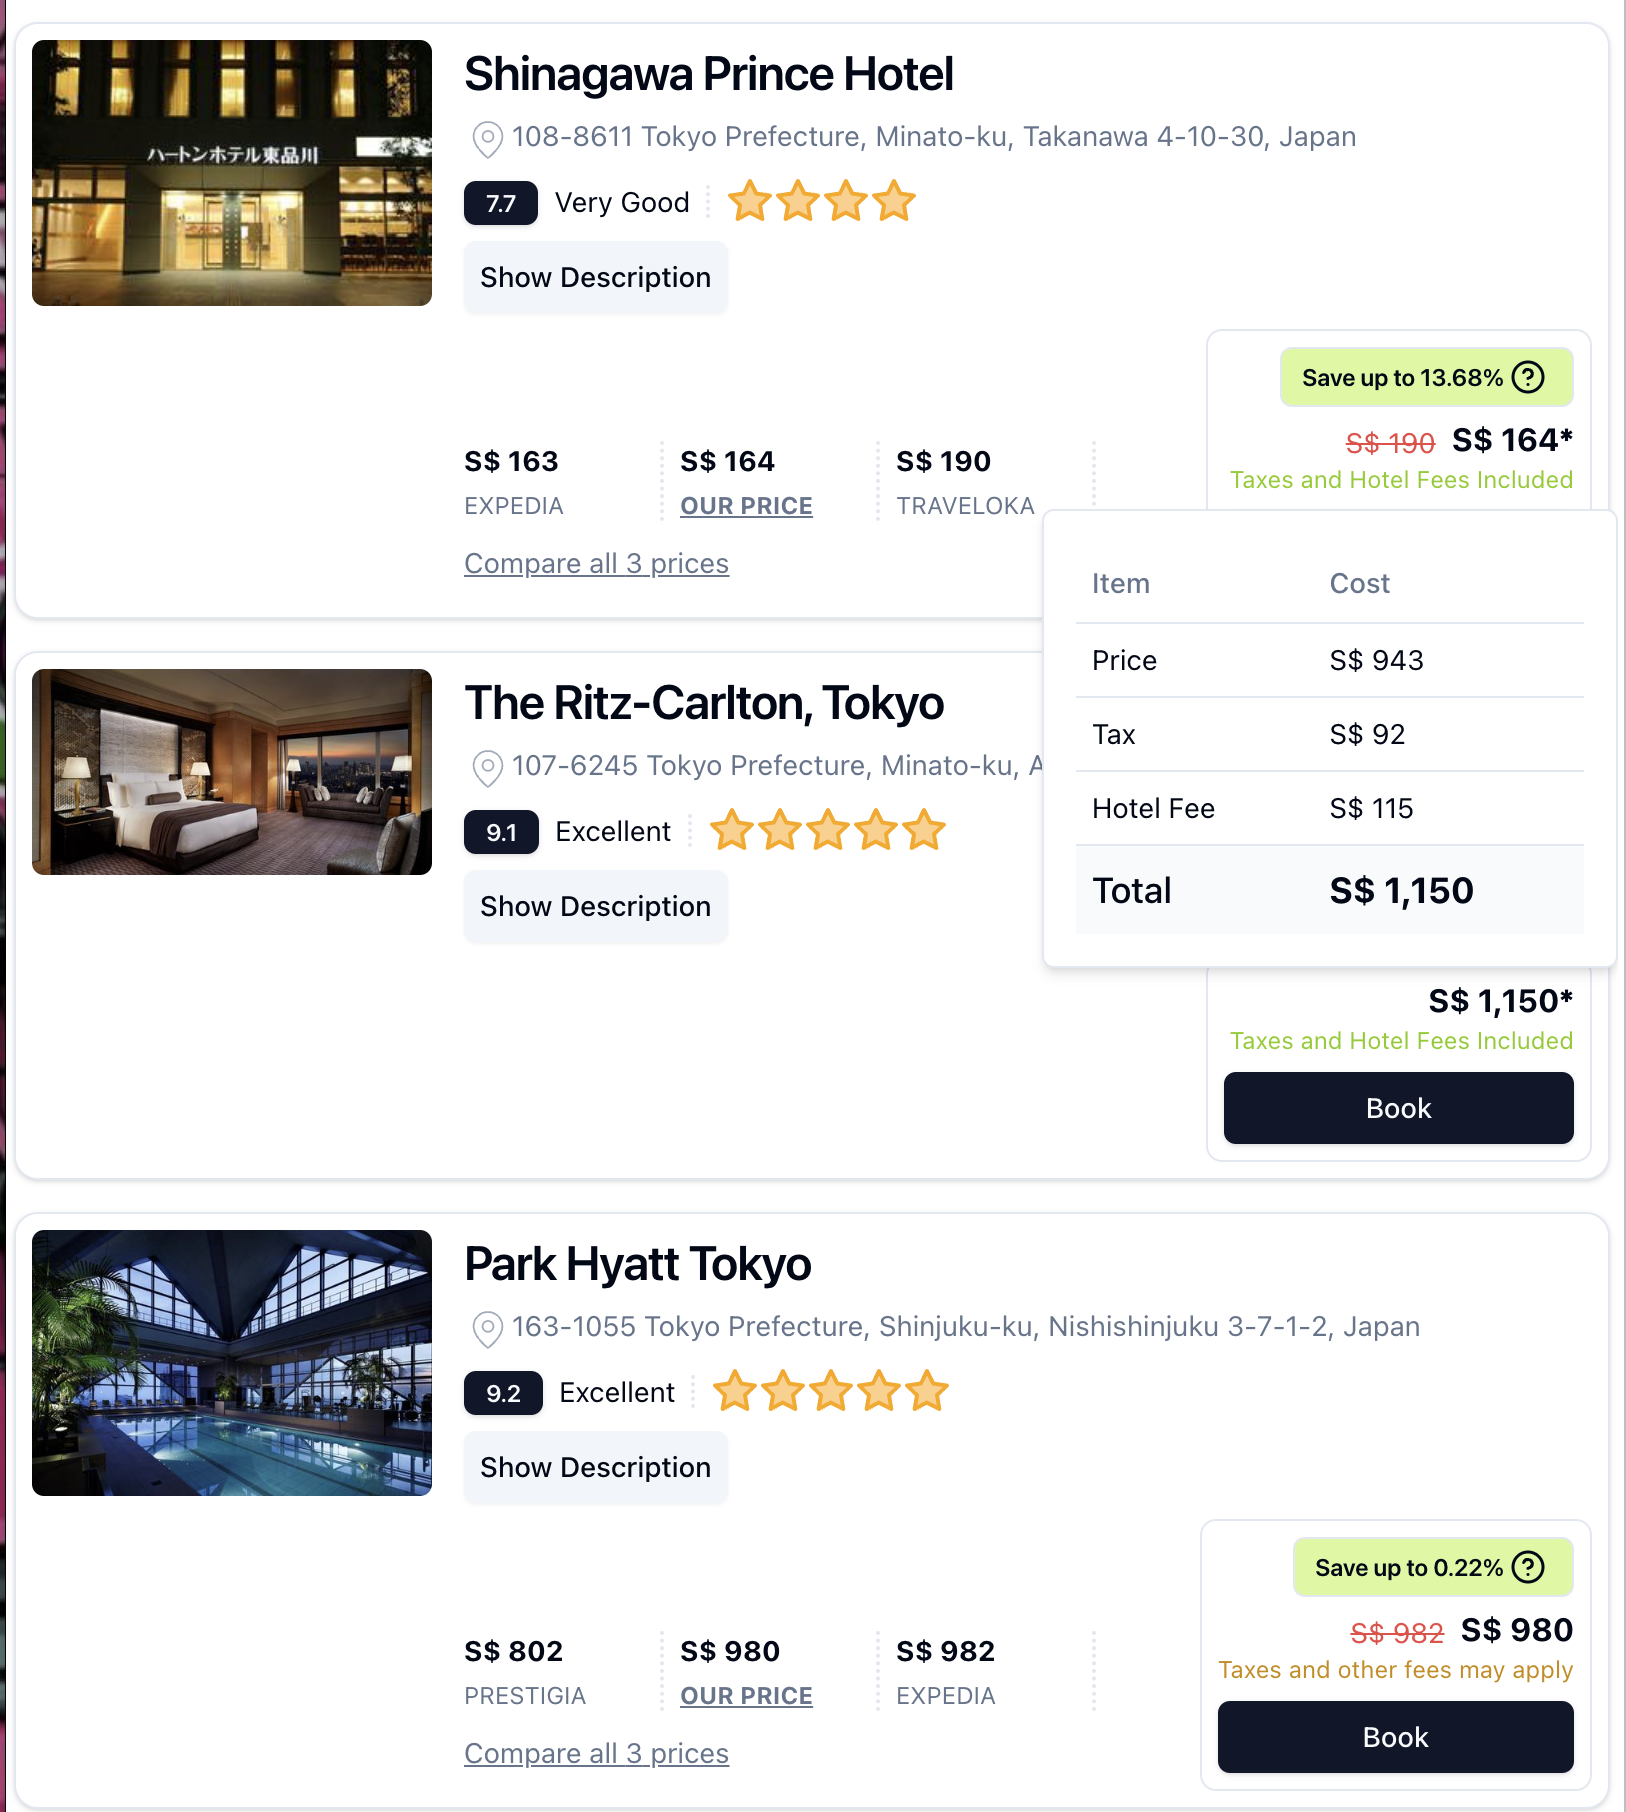 ハートンホテル東品川
Shinagawa Prince Hotel
108-8611 Tokyo Prefecture, Minato-ku, Takanawa 4-10-30, Japan
7.7 Very Good
Show Description
Save up to 13.68% ?
S$ 190 S$ 164*
Taxes and Hotel Fees Included
S$ 163 S$ 164 S$ 190
EXPEDIA OUR PRICE TRAVELOKA
Compare all 3 prices
Item Cost
Price S$ 943
Tax S$ 92
Hotel Fee S$ 115
Total S$ 1,150
The Ritz-Carlton, Tokyo
107-6245 Tokyo Prefecture, Minato-ku, A
9.1 Excellent
Show Description
S$ 1,150*
Taxes and Hotel Fees Included
Book
Park Hyatt Tokyo
163-1055 Tokyo Prefecture, Shinjuku-ku, Nishishinjuku 3-7-1-2, Japan
9.2 Excellent
Show Description
Save up to 0.22% ?
S$ 982 S$ 980
Taxes and other fees may apply
S$ 802 S$ 980 S$ 982
PRESTIGIA OUR PRICE EXPEDIA
Compare all 3 prices
Book